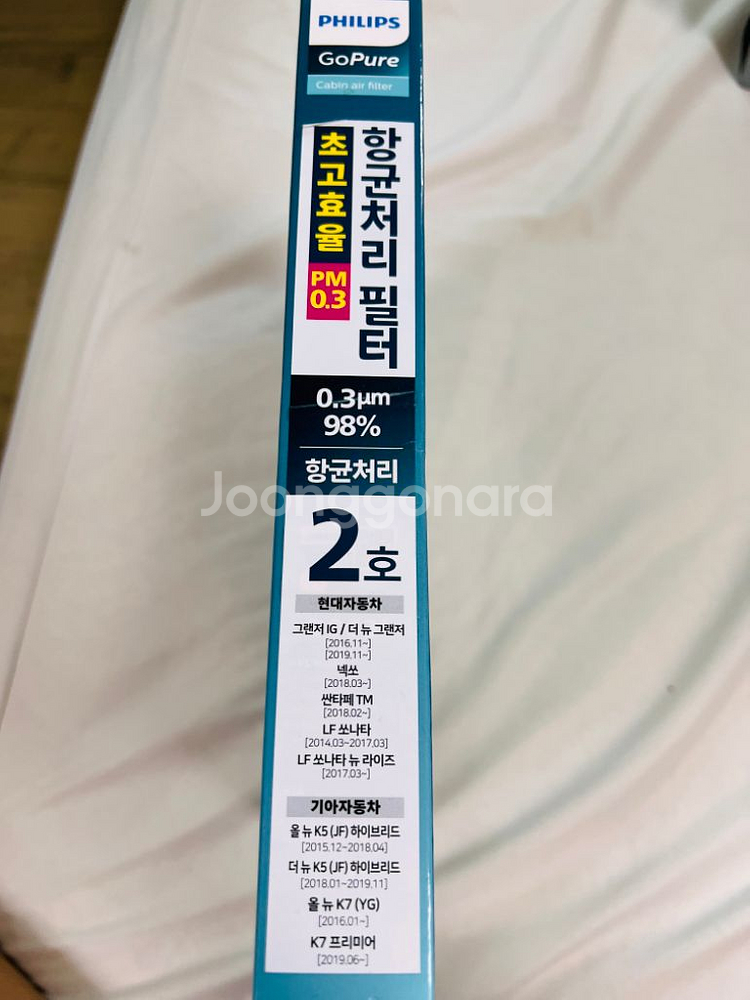 PHILIPS
GoPure
Cabin air filter
항균처리 필터
초고효율
PM
0.3
0.3µm
98%
항균처리
Joonggonara
2호
현대자동차
그랜저 IG / 더 뉴 그랜저
[2016.11~]
[2019.11~]
넥쏘
[2018.03~]
싼타페 TM
[2018.02~]
LF 쏘나타
[2014.03~2017.03]
LF 쏘나타 뉴 라이즈
[2017.03~]
기아자동차
올 뉴 K5 (JF) 하이브리드
[2015.12~2018.04]
더 뉴 K5 (JF) 하이브리드
[2018.01~2019.11]
올 뉴 K7 (YG)
[2016.01~]
K7 프리미어
[2019.06~]